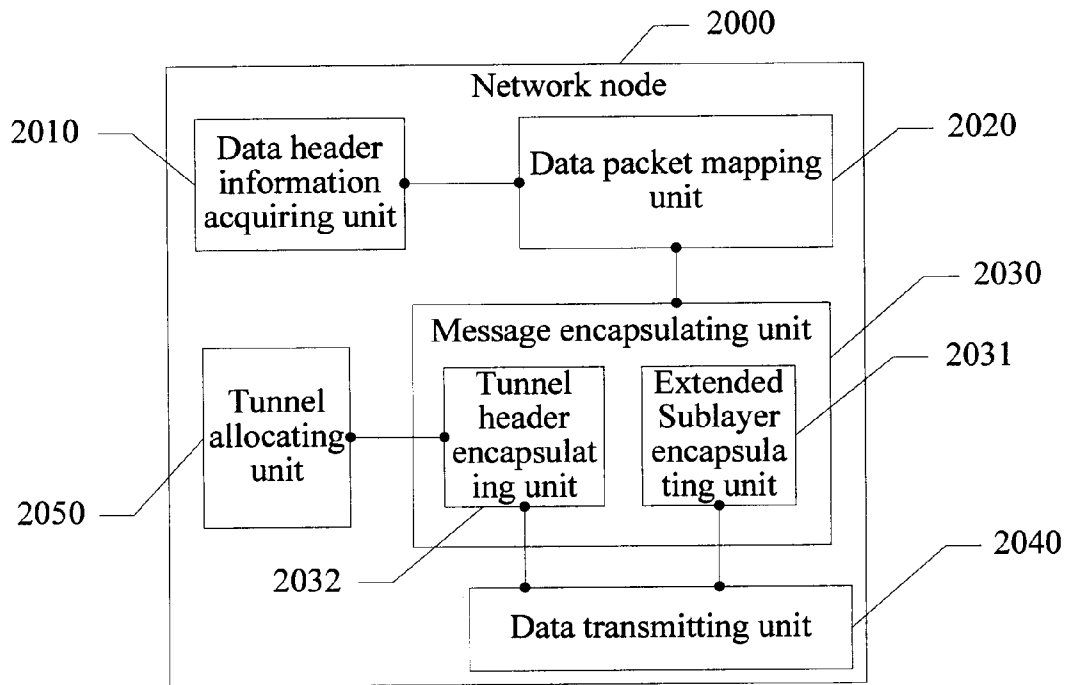 2000
Network node
2010
Data header
information
acquiring unit
Data packet mapping
unit
2020
2030
Message encapsulating unit
2031
Tunnel
allocating
unit
Tunnel
header
encapsulat
ing unit
Extended
Sublayer
encapsula
ting unit
2050
2032
2040
Data transmitting unit